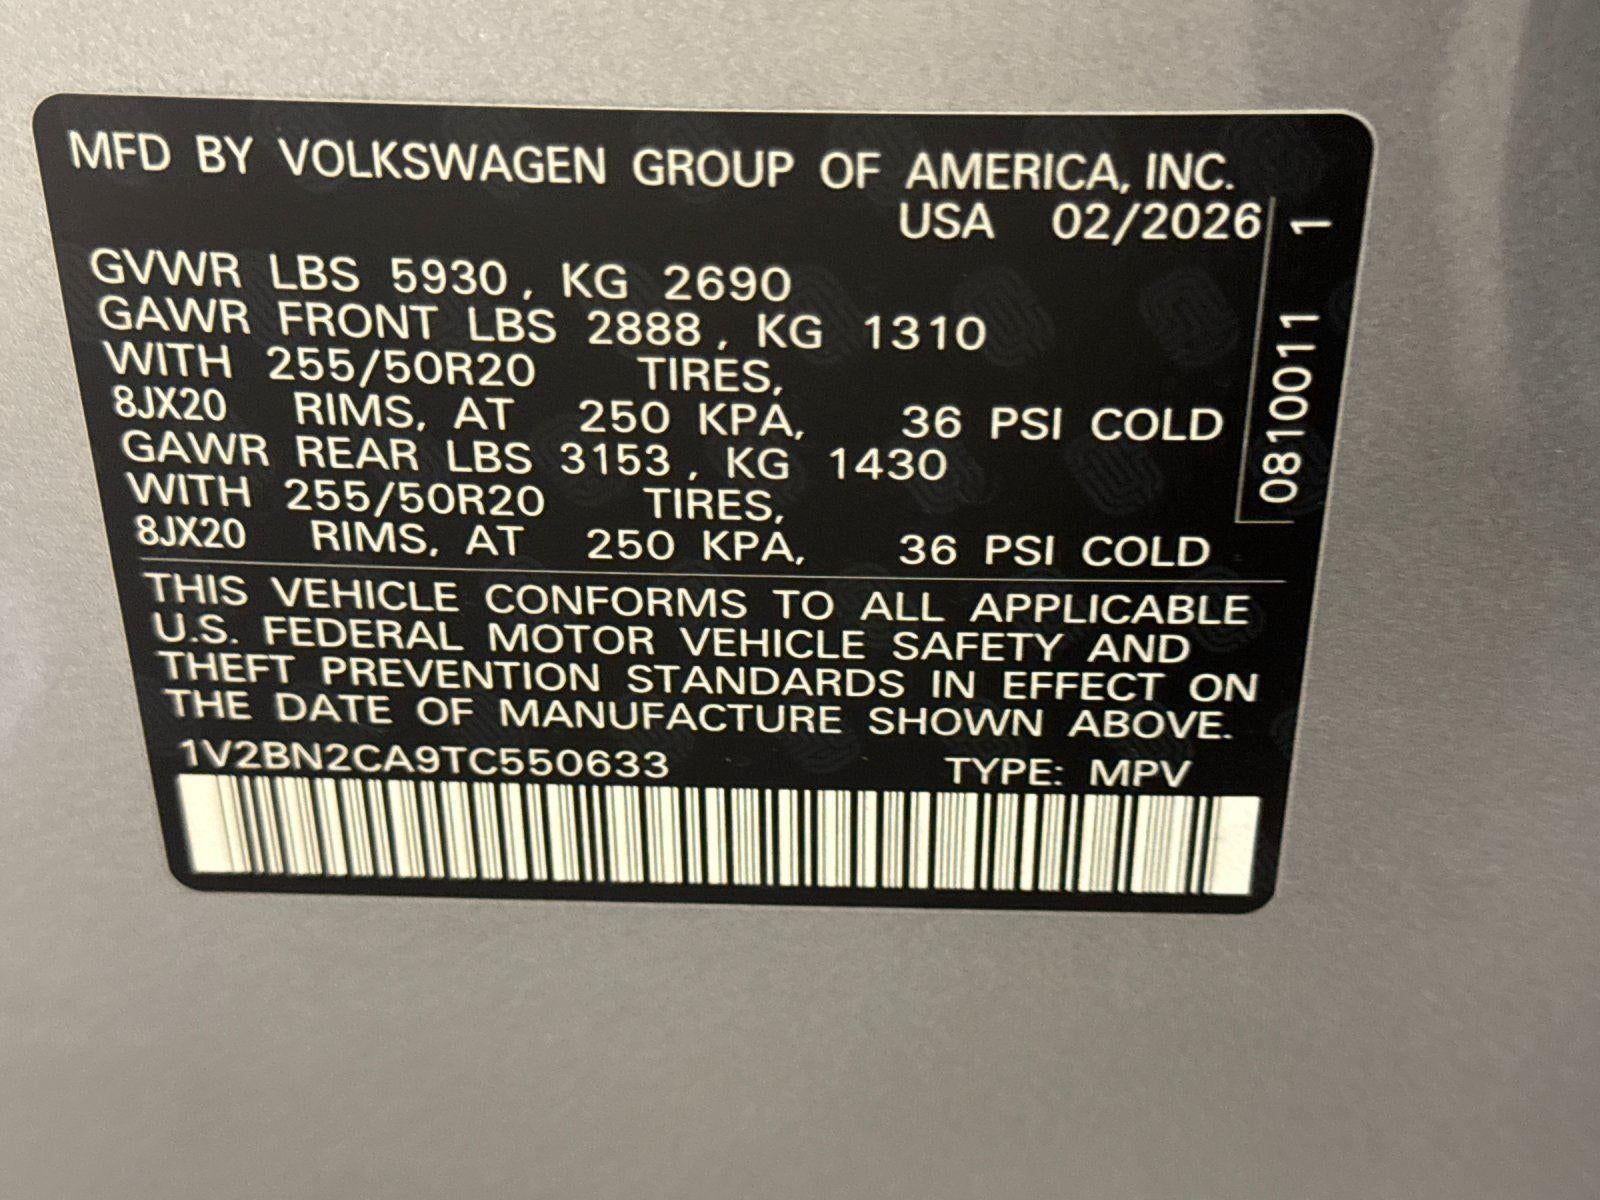 MFD BY VOLKSWAGEN GROUP OF AMERICA, INC.
USA 02/2026
GVWR LBS 5930, KG 2690
GAWR FRONT LBS 2888, KG 1310
WITH 255/50R20 TIRES,
8JX20 RIMS, AT 250 KPA, 36 PSI COLD
GAWR REAR LBS 3153, KG 1430
WITH 255/50R20 TIRES,
8JX20 RIMS, AT 250 KPA, 36 PSI COLD
THIS VEHICLE CONFORMS TO ALL APPLICABLE
U.S. FEDERAL MOTOR VEHICLE SAFETY AND
THEFT PREVENTION STANDARDS IN EFFECT ON
THE DATE OF MANUFACTURE SHOWN ABOVE.
1V2BN2CA9TC550633 TYPE: MPV
0810011 1